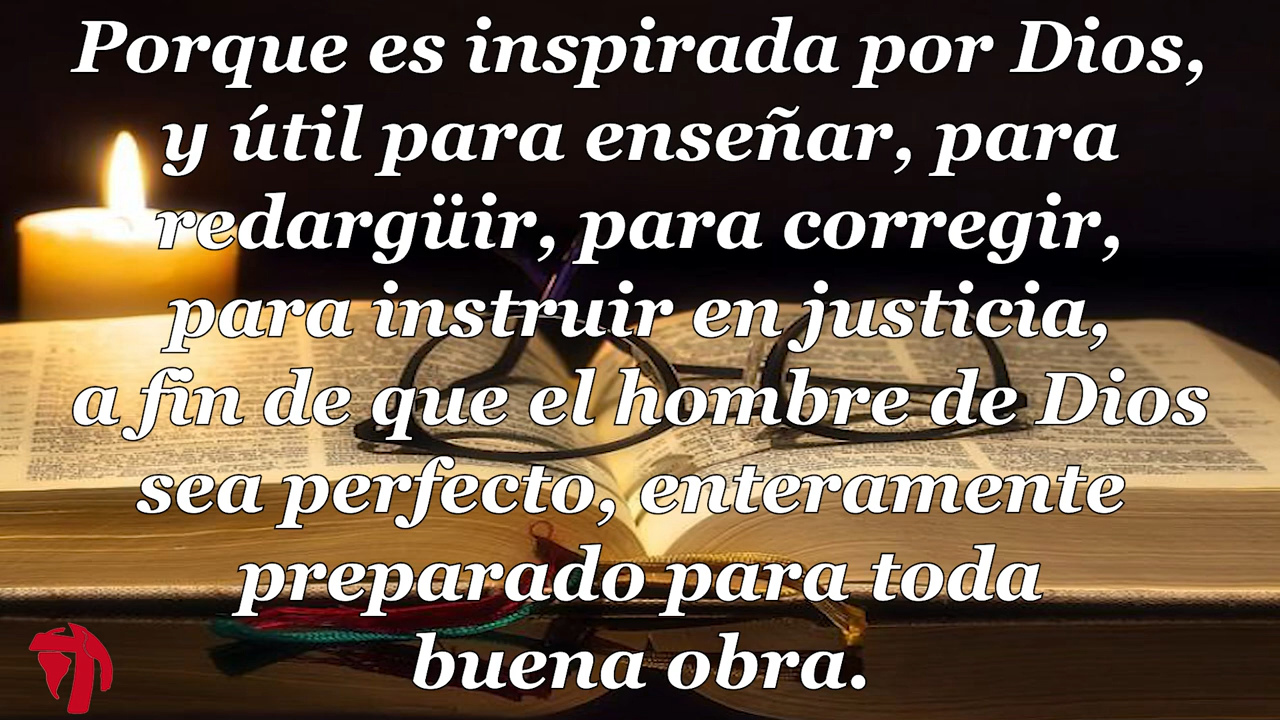 Porque es inspirada por Dios,
y útil para enseñar, para
redargüir, para corregir,
para instruir en justicia,
a fin de que el hombre de Dios
sea perfecto, enteramente
preparado para toda
buena obra.